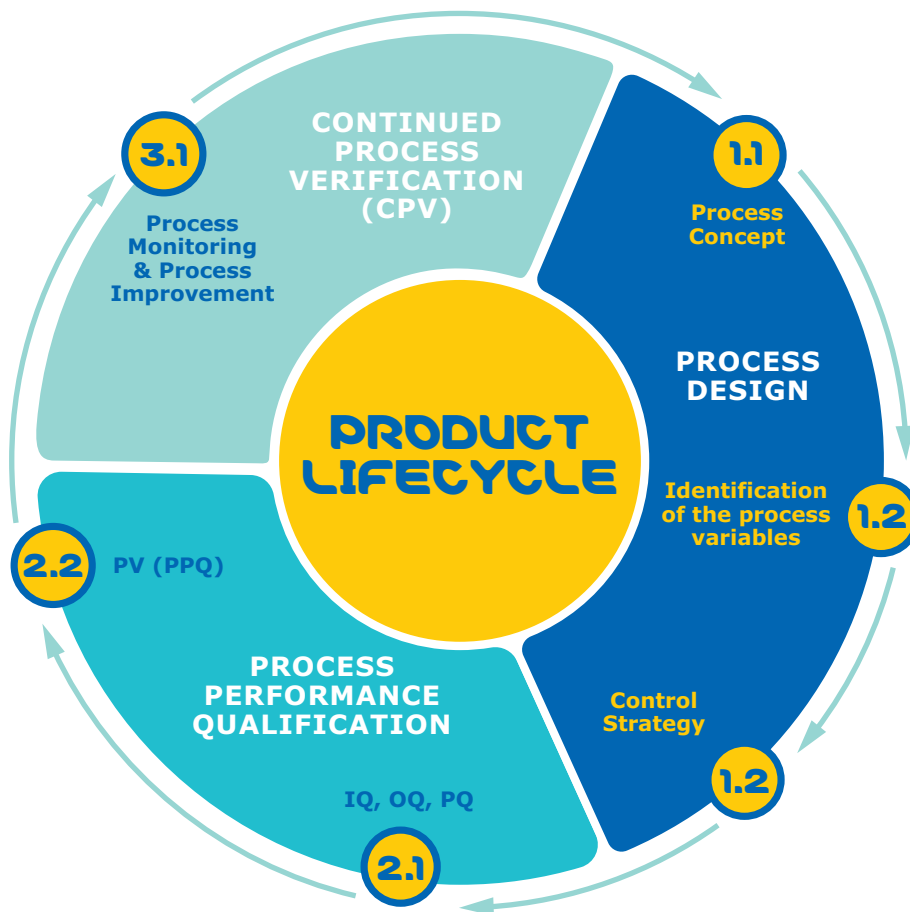 PRODUCT
LIFECYCLE
1.1
Process
Concept
PROCESS
DESIGN
1.2
Identification
of the process
variables
1.2
Control
Strategy
2.1
IQ, OQ, PQ
PROCESS
PERFORMANCE
QUALIFICATION
2.2
PV (PPQ)
3.1
Process
Monitoring
& Process
Improvement
CONTINUED
PROCESS
VERIFICATION
(CPV)